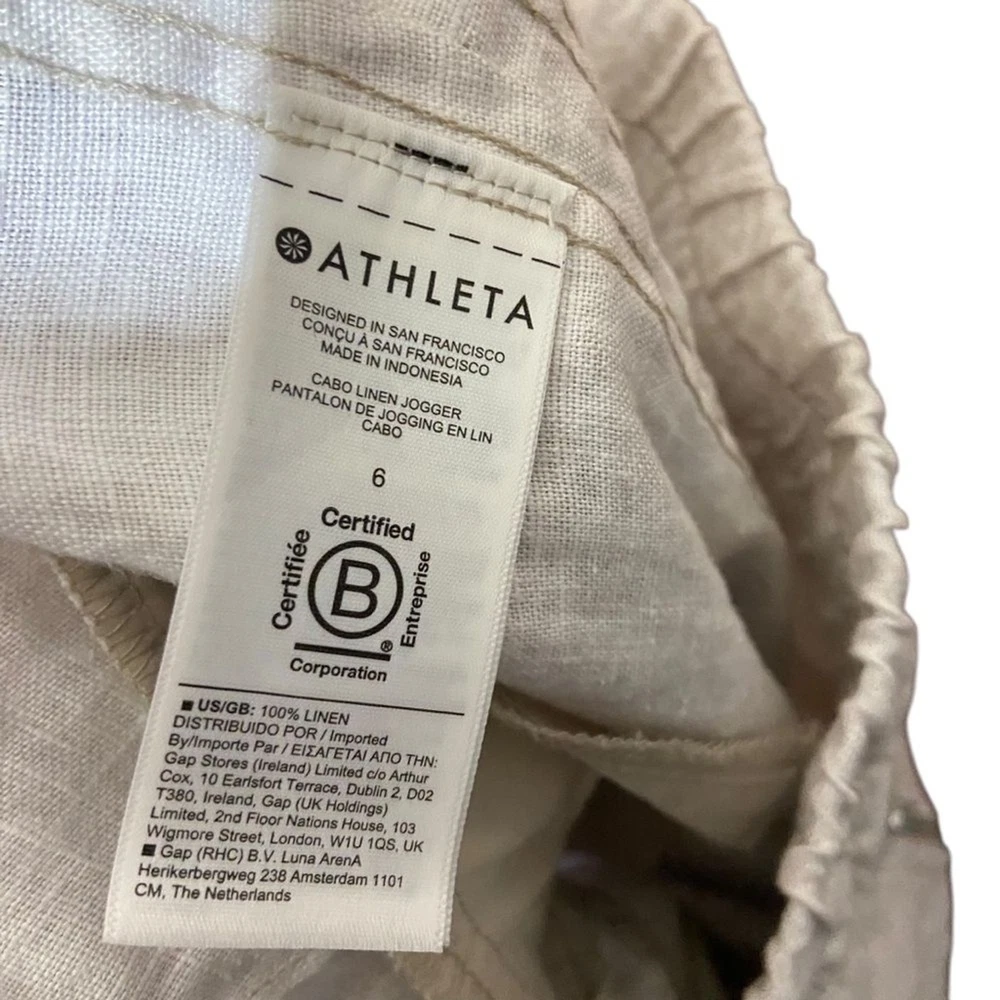 ATHLETA
DESIGNED IN SAN FRANCISCO
CONÇU À SAN FRANCISCO
MADE IN INDONESIA
CABO LINEN JOGGER
PANTALON DE JOGGING EN LIN
CABO
6
Certified
Certifiée
B
Entreprise
®
Corporation
US/GB: 100% LINEN
DISTRIBUIDO POR / Imported
By/Importe Par / ΕΙΣΑΓΕΤΑΙ ΑΠΟ ΤΗΝ:
Gap Stores (Ireland) Limited c/o Arthur
Cox, 10 Earlsfort Terrace, Dublin 2, D02
T380, Ireland, Gap (UK Holdings)
Limited, 2nd Floor Nations House, 103
Wigmore Street, London, W1U 1QS, UK
Gap (RHC) B.V. Luna ArenA
Herikerbergweg 238 Amsterdam 1101
CM, The Netherlands